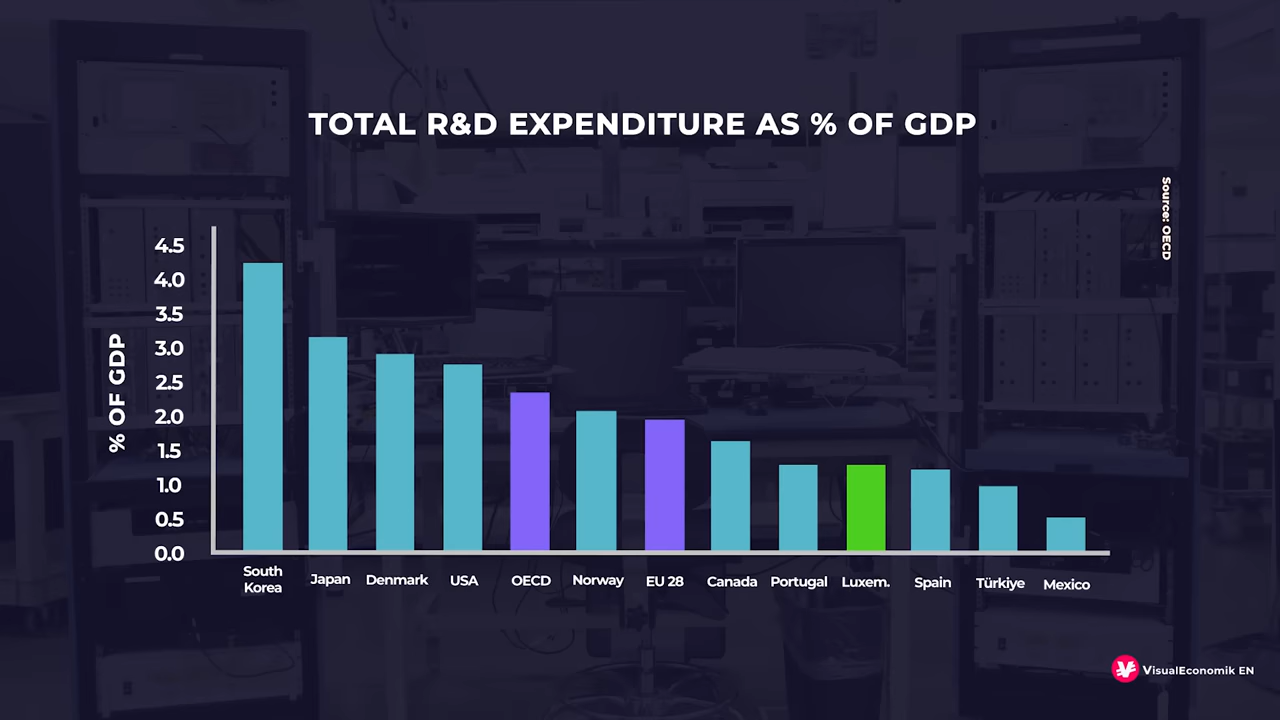 TOTAL R&D EXPENDITURE AS % OF GDP
Source: OECD
% OF GDP
4.5
4.0
3.5
3.0
2.5
2.0
1.5
1.0
0.5
0.0
South Korea
Japan
Denmark
USA
OECD
Norway
EU 28
Canada
Portugal
Luxem.
Spain
Türkiye
Mexico
VisualEconomik EN